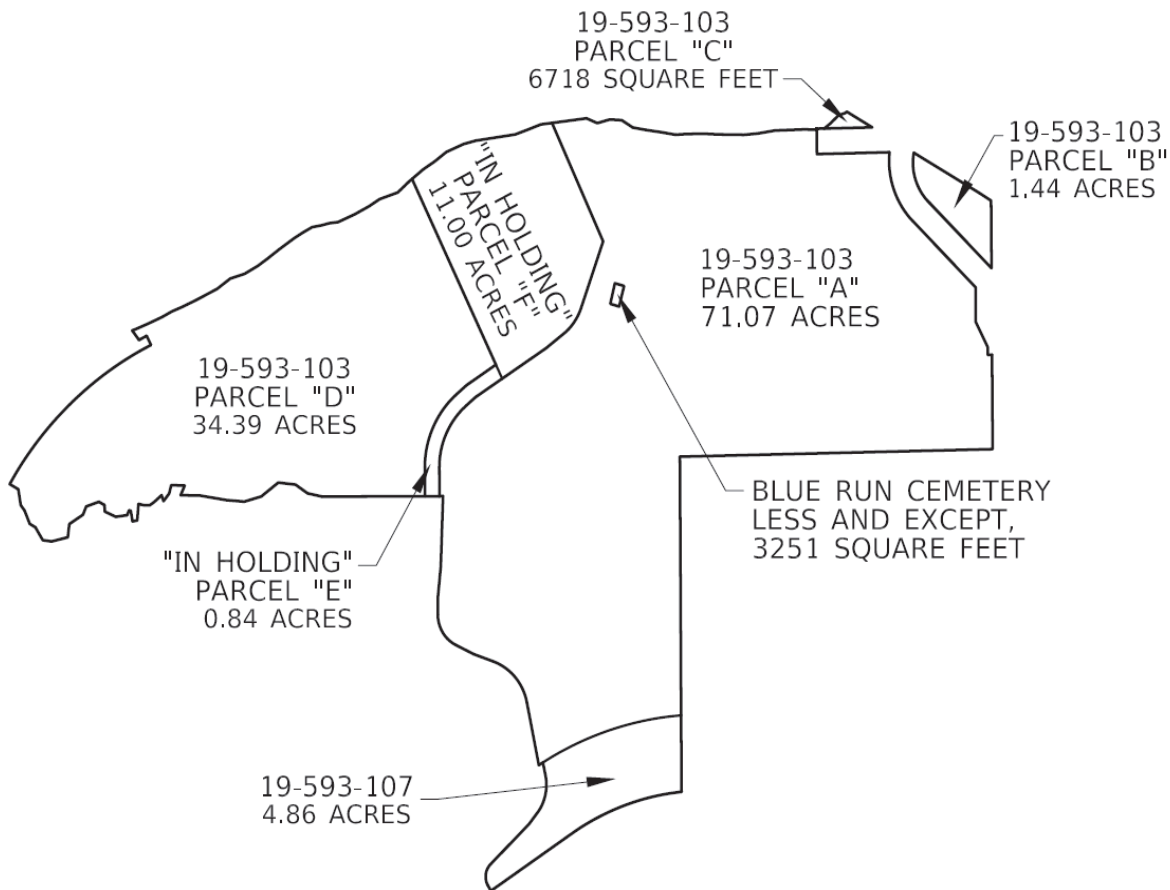 19-593-103
PARCEL "C"
6718 SQUARE FEET
19-593-103
PARCEL "B"
1.44 ACRES
"IN HOLDING"
PARCEL "F"
11.00 ACRES
19-593-103
PARCEL "A"
71.07 ACRES
19-593-103
PARCEL "D"
34.39 ACRES
BLUE RUN CEMETERY
LESS AND EXCEPT,
3251 SQUARE FEET
"IN HOLDING"
PARCEL "E"
0.84 ACRES
19-593-107
4.86 ACRES